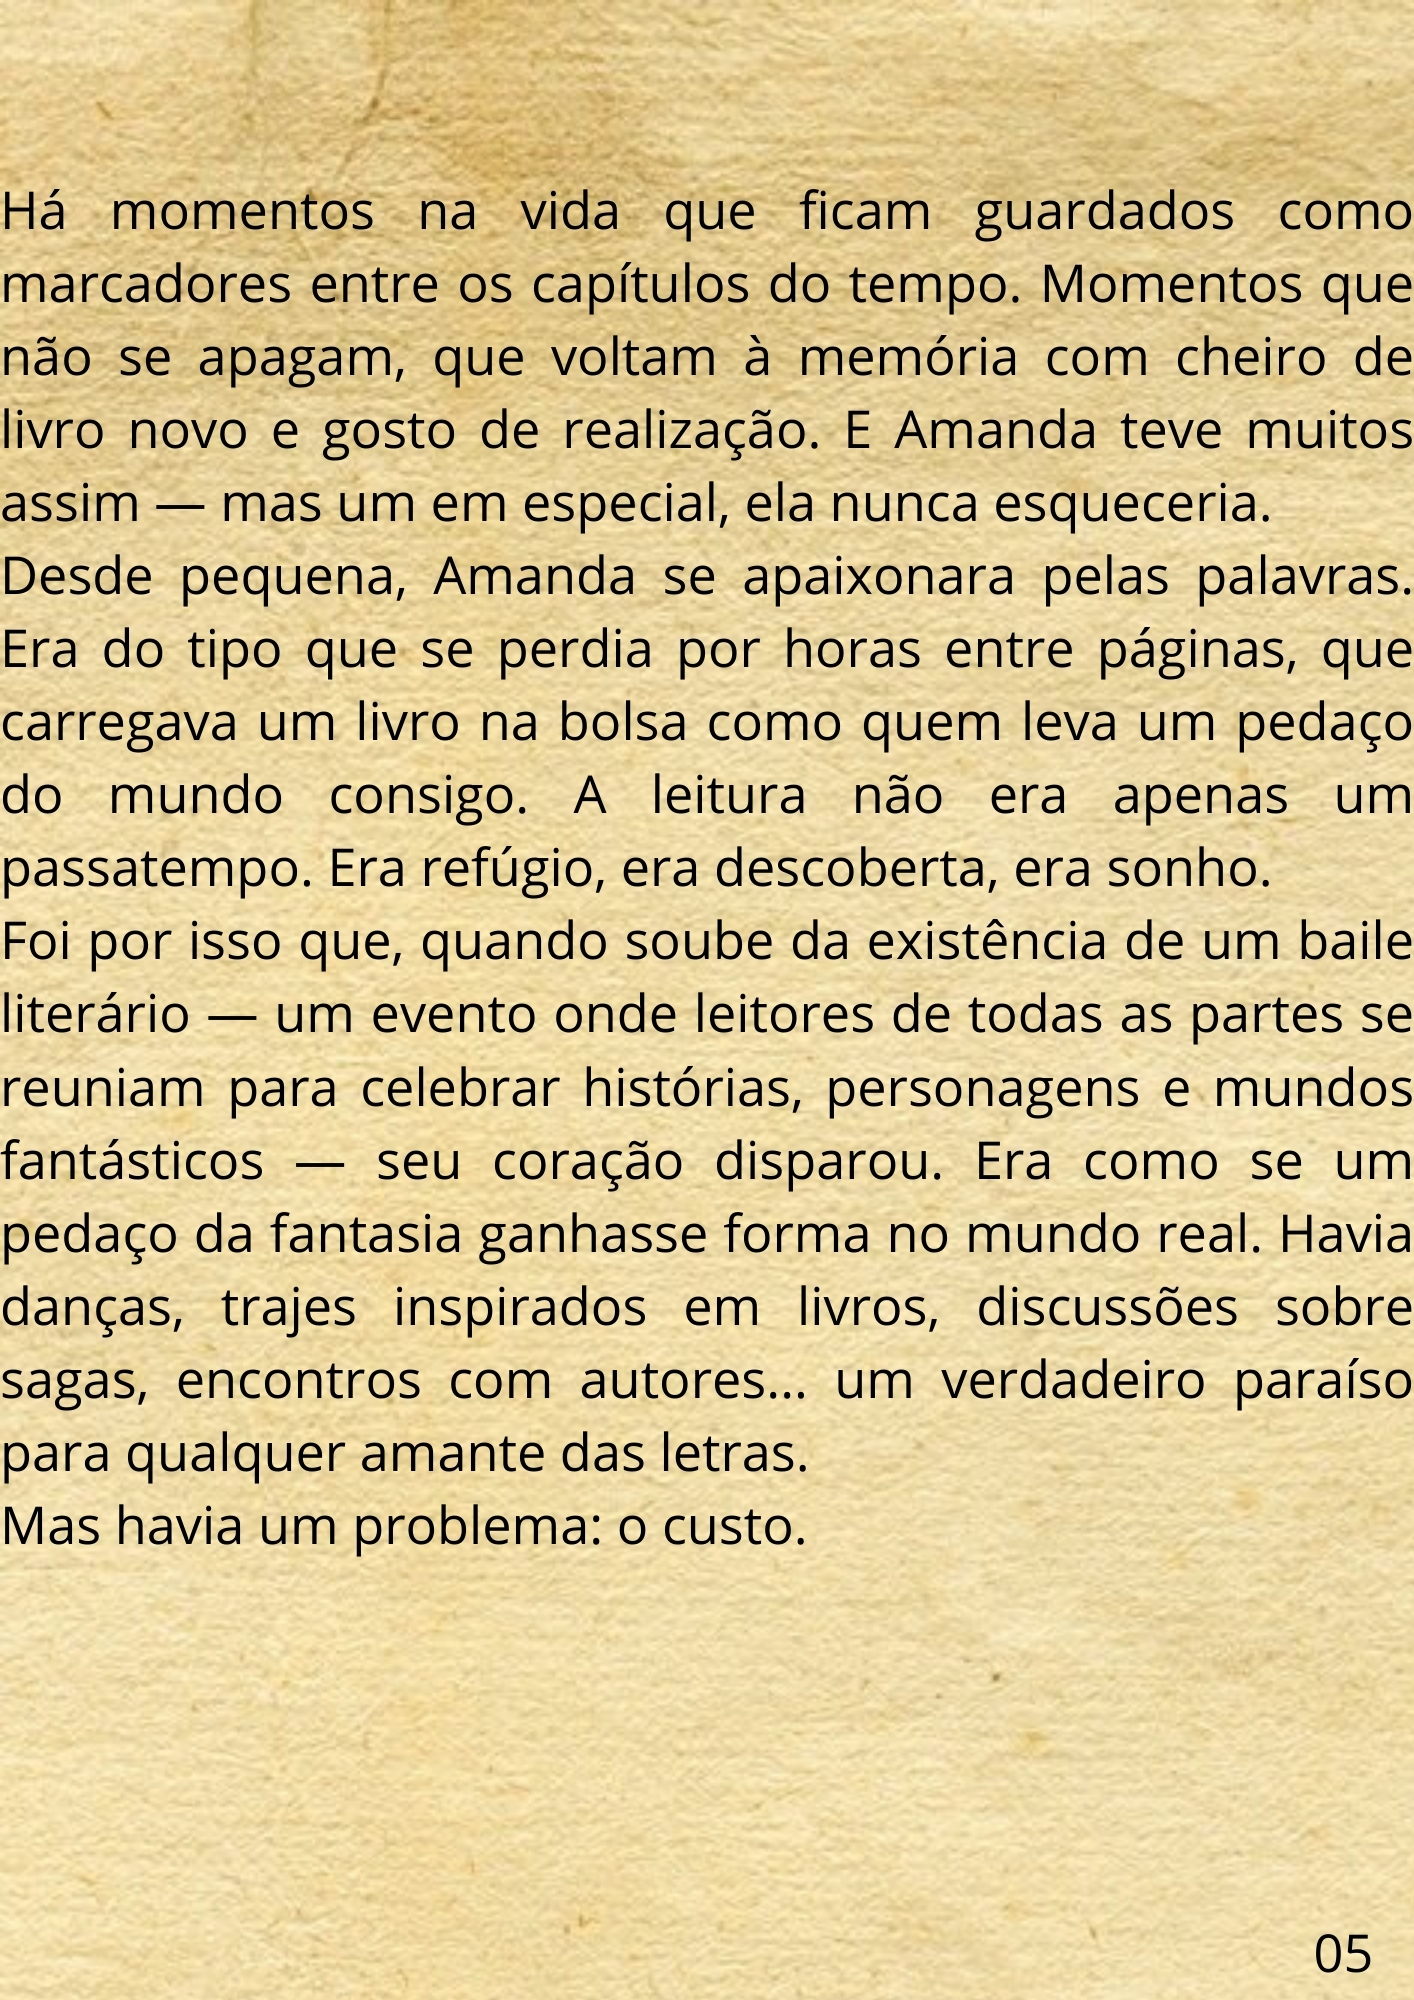 Há momentos na vida que ficam guardados como
marcadores entre os capítulos do tempo. Momentos que
não se apagam, que voltam à memória com cheiro de
livro novo e gosto de realização. E Amanda teve muitos
assim — mas um em especial, ela nunca esqueceria.
Desde pequena, Amanda se apaixonara pelas palavras.
Era do tipo que se perdia por horas entre páginas, que
carregava um livro na bolsa como quem leva um pedaço
do mundo consigo. A leitura não era apenas um
passatempo. Era refúgio, era descoberta, era sonho.
Foi por isso que, quando soube da existência de um baile
literário — um evento onde leitores de todas as partes se
reuniam para celebrar histórias, personagens e mundos
fantásticos — seu coração disparou. Era como se um
pedaço da fantasia ganhasse forma no mundo real. Havia
danças, trajes inspirados em livros, discussões sobre
sagas, encontros com autores... um verdadeiro paraíso
para qualquer amante das letras.
Mas havia um problema: o custo.
05